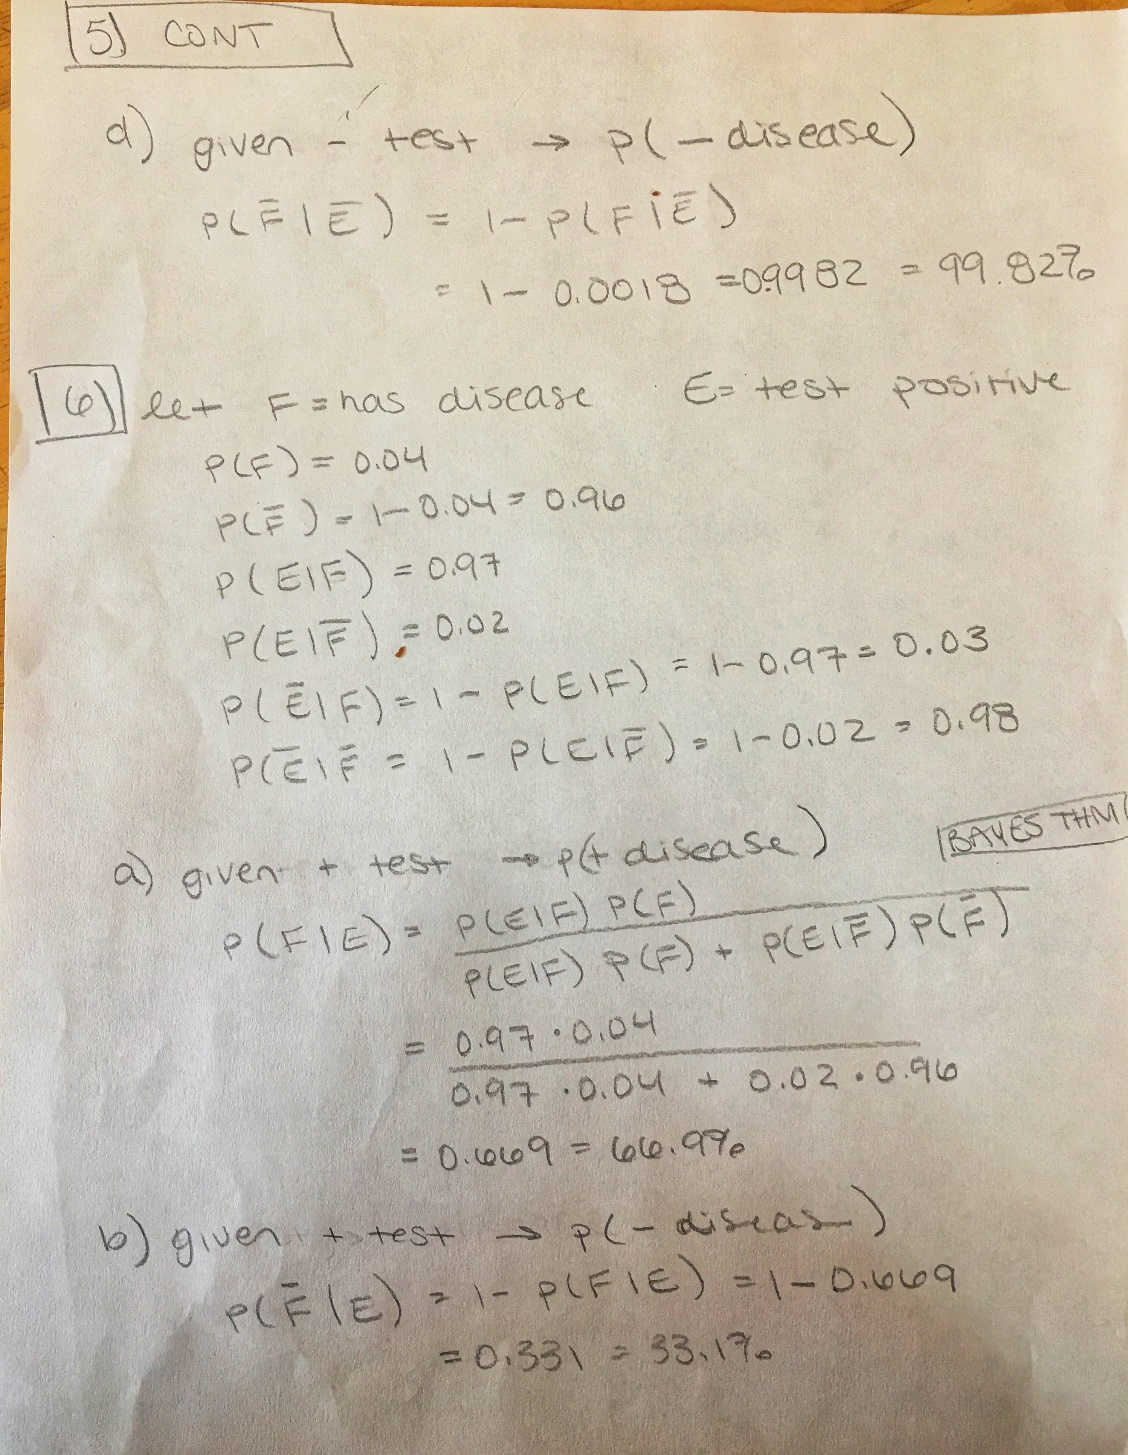 5) CONT
d) given - test → p(- disease)
P(F̄|Ē) = 1 - P(F|Ē)
= 1 - 0.0018 = 0.9982 = 99.82%
6) let F = has disease E = test positive
P(F) = 0.04
P(F̄) = 1 - 0.04 = 0.96
P(E|F) = 0.97
P(E|F̄) = 0.02
P(Ē|F) = 1 - P(E|F) = 1 - 0.97 = 0.03
P(Ē|F̄ = 1 - P(E|F̄) = 1 - 0.02 = 0.98
BAYES THM
a) given + test → p(+ disease)
P(F|E) = P(E|F) P(F)
P(E|F) P(F) + P(E|F̄) P(F̄)
= 0.97 · 0.04
0.97 · 0.04 + 0.02 · 0.96
= 0.669 = 66.9%
b) given + test → p(- diseas)
P(F̄|E) = 1 - P(F|E) = 1 - 0.669
= 0.331 = 33.1%